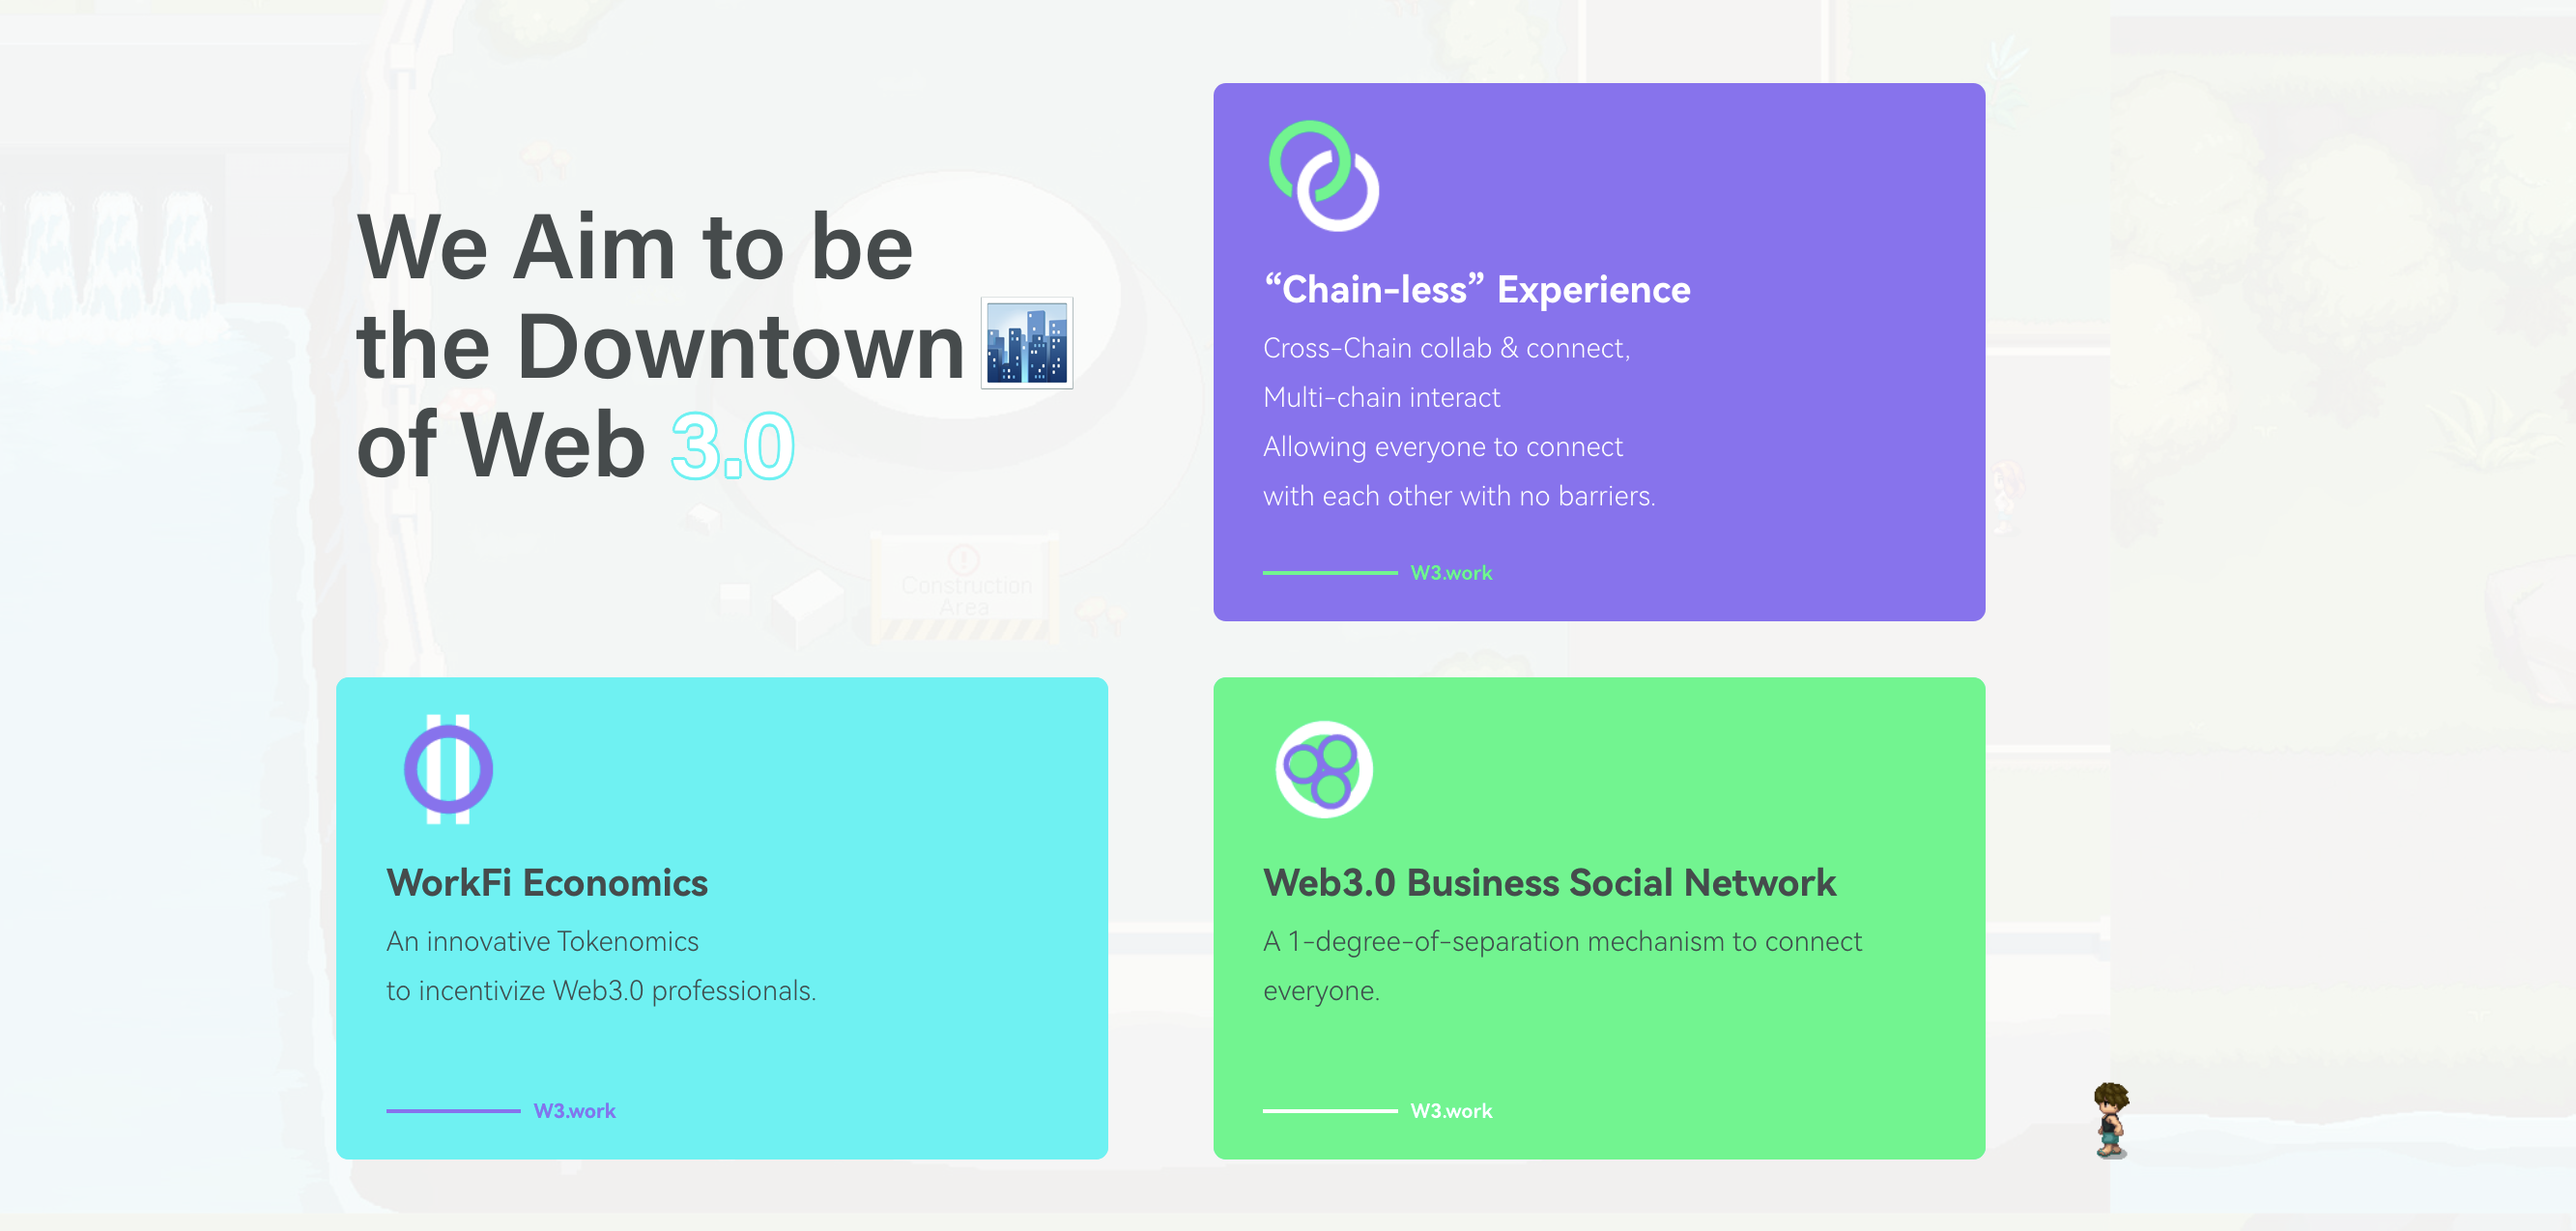 We Aim to be
the Downtown
of Web 3.0
“Chain-less” Experience
Cross-Chain collab & connect,
Multi-chain interact
Allowing everyone to connect
with each other with no barriers.
W3.work
Construction
Area
WorkFi Economics
An innovative Tokenomics
to incentivize Web3.0 professionals.
W3.work
Web3.0 Business Social Network
A 1-degree-of-separation mechanism to connect
everyone.
W3.work